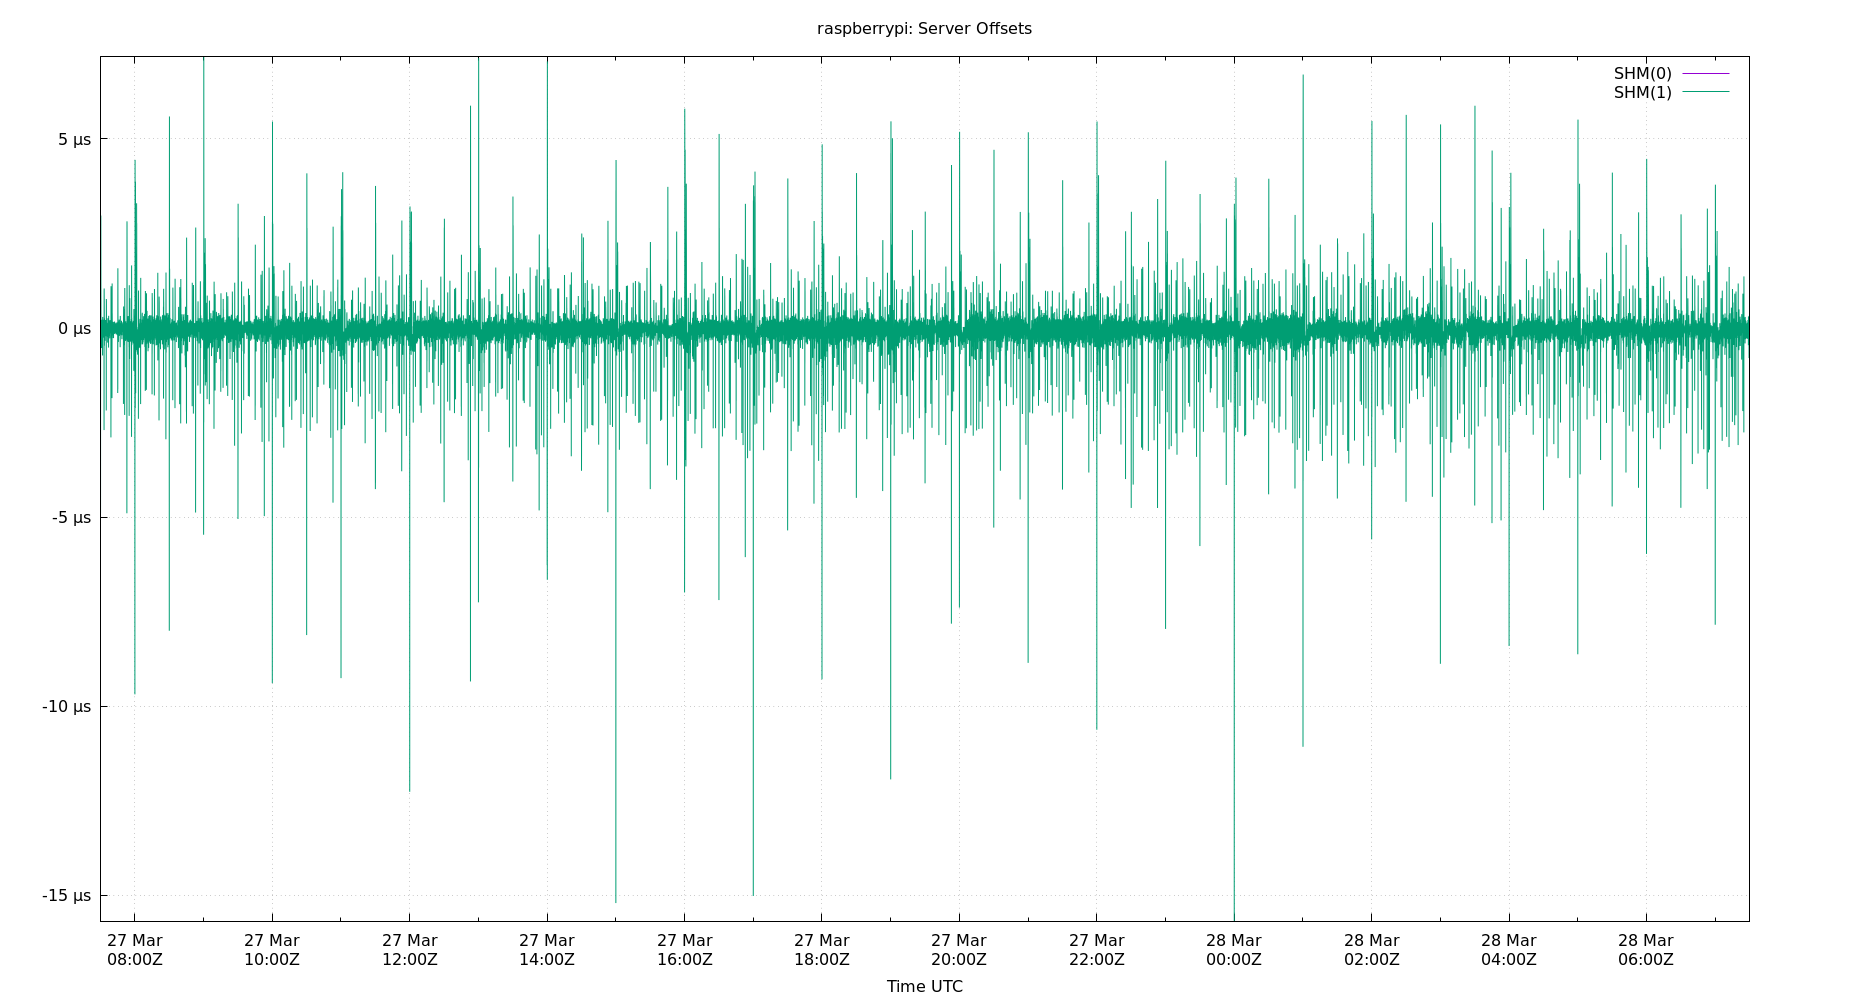 raspberrypi: Server Offsets
SHM(0)
SHM(1)
5 µs
0 µs
-5 µs
-10 µs
-15 µs
27 Mar 27 Mar 27 Mar 27 Mar 27 Mar 27 Mar 27 Mar 27 Mar 28 Mar 28 Mar 28 Mar 28 Mar
08:00Z 10:00Z 12:00Z 14:00Z 16:00Z 18:00Z 20:00Z 22:00Z 00:00Z 02:00Z 04:00Z 06:00Z
Time UTC